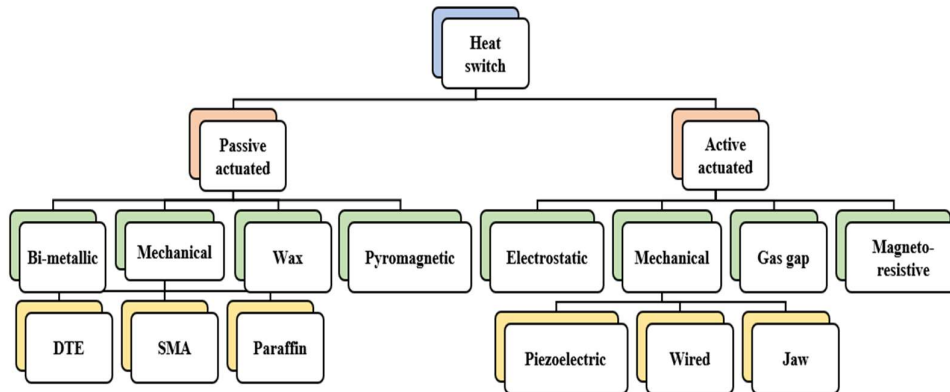 Heat
switch
Passive
actuated
Active
actuated
Bi-metallic
Mechanical
Wax
Pyromagnetic
Electrostatic
Mechanical
Gas gap
Magneto-
resistive
DTE
SMA
Paraffin
Piezoelectric
Wired
Jaw